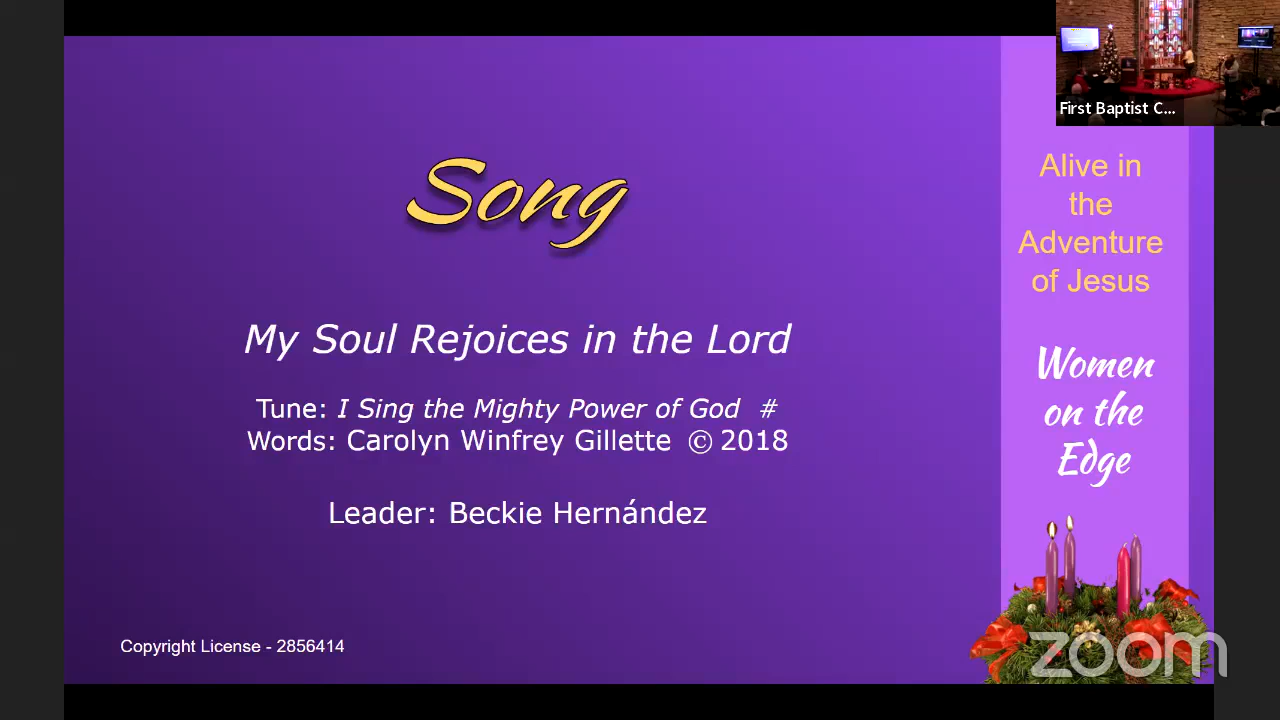 Song
My Soul Rejoices in the Lord
Tune: I Sing the Mighty Power of God #
Words: Carolyn Winfrey Gillette © 2018
Leader: Beckie Hernández
Copyright License - 2856414
First Baptist C...
Alive in
the
Adventure
of Jesus
Women
on the
Edge
zoom